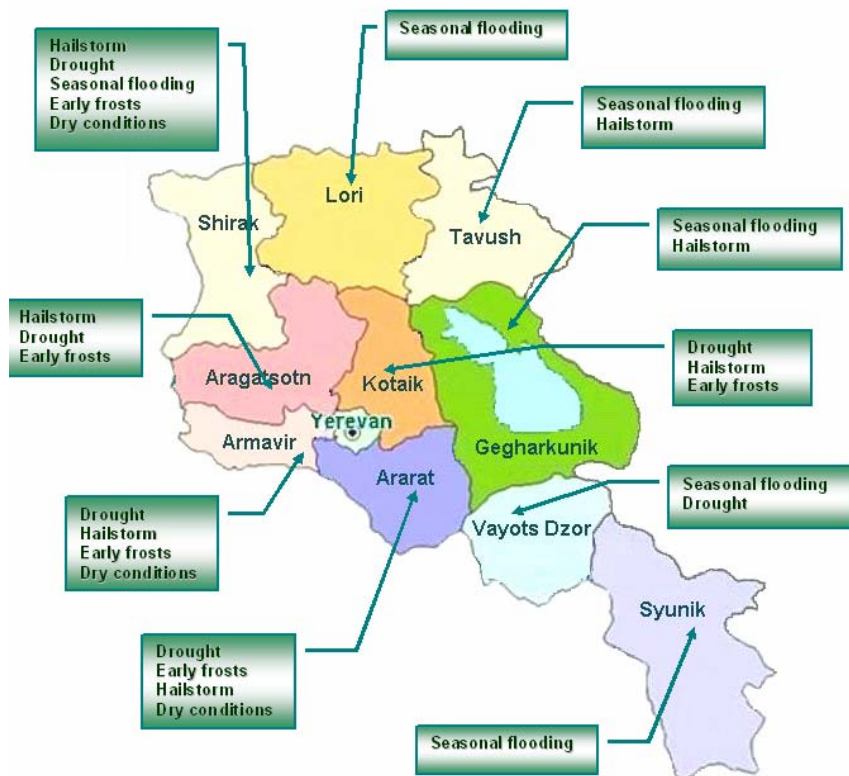 Hailstorm
Drought
Seasonal flooding
Early frosts
Dry conditions
Seasonal flooding
Seasonal flooding
Hailstorm
Lori
Shirak
Tavush
Seasonal flooding
Hailstorm
Hailstorm
Drought
Early frosts
Drought
Hailstorm
Early frosts
Aragatsotn
Kotaik
Yerevan
Armavir
Gegharkunik
Ararat
Seasonal flooding
Drought
Vayots Dzor
Drought
Hailstorm
Early frosts
Dry conditions
Syunik
Drought
Early frosts
Hailstorm
Dry conditions
Seasonal flooding